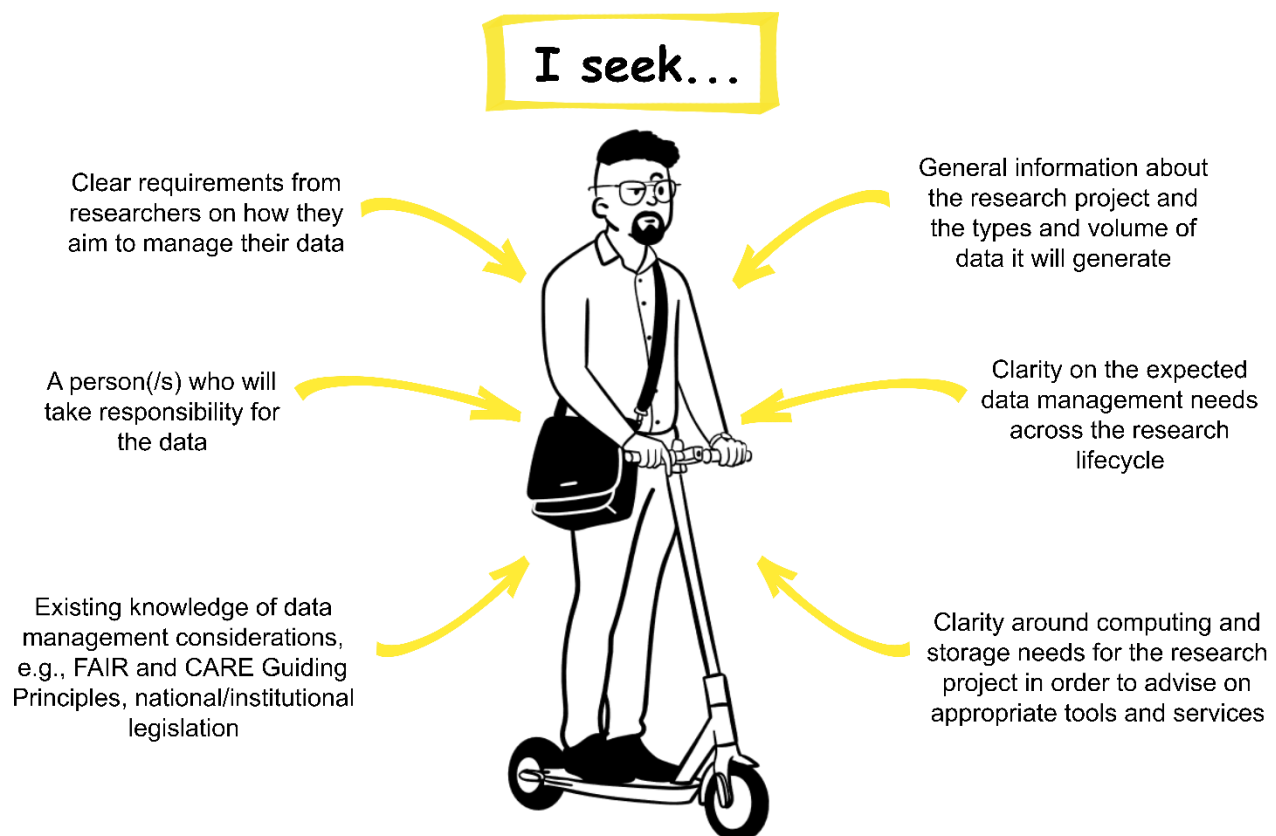 I seek...
Clear requirements from
researchers on how they
aim to manage their data
A person(/s) who will
take responsibility for
the data
Existing knowledge of data
management considerations,
e.g., FAIR and CARE Guiding
Principles, national/institutional
legislation
General information about
the research project and
the types and volume of
data it will generate
Clarity on the expected
data management needs
across the research
lifecycle
Clarity around computing and
storage needs for the research
project in order to advise on
appropriate tools and services